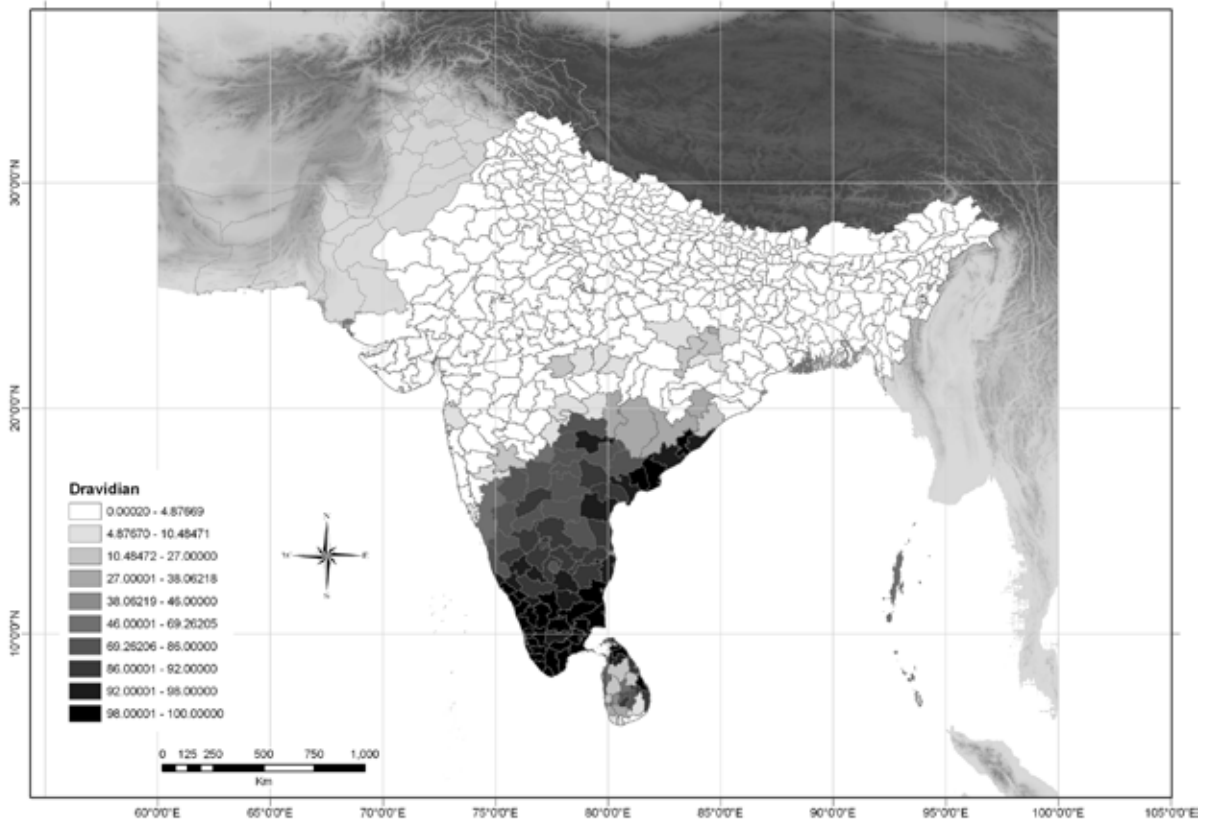 30°0'0"N
20°0'0"N
10°0'0"N
Dravidian
0.00020 - 4.87669
4.87670 - 10.48471
10.48472 - 27.00000
27.00001 - 38.06218
38.06219 - 46.00000
46.00001 - 69.26205
69.26206 - 86.00000
86.00001 - 92.00000
92.00001 - 98.00000
98.00001 - 100.00000
N
W E
S
0 125 250 500 750 1,000
Km
60°0'0"E 65°0'0"E 70°0'0"E 75°0'0"E 80°0'0"E 85°0'0"E 90°0'0"E 95°0'0"E 100°0'0"E 105°0'0"E